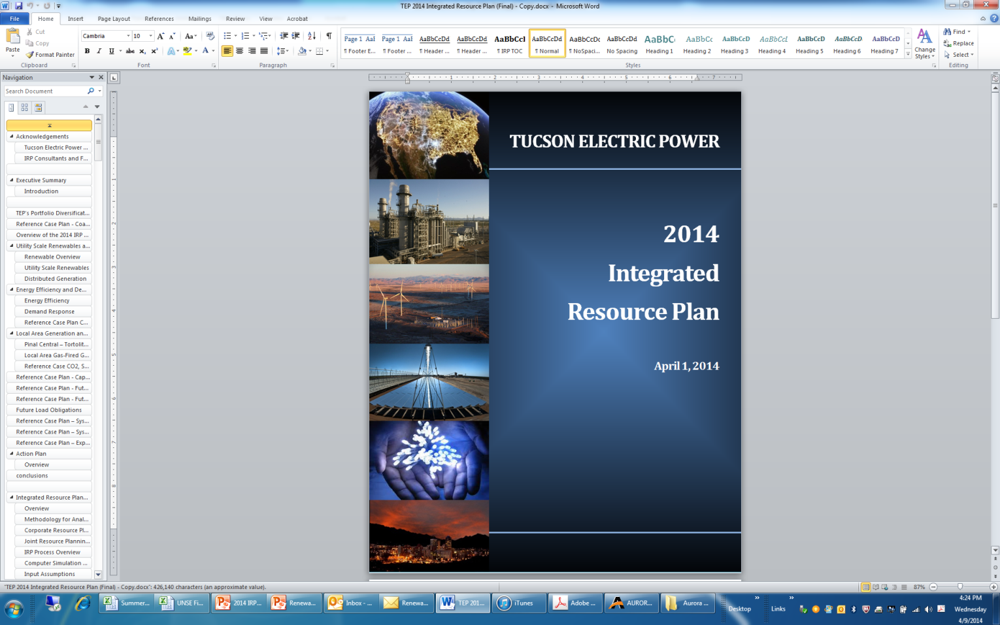 TEP 2014 Integrated Resource Plan (Final) - Copy.docx - Microsoft Word
File Home Insert Page Layout References Mailings Review View Acrobat
Paste
Cut
Copy
Format Painter
Clipboard
Cambria 10
Font
Paragraph
Page 1 Aal Page 1 Aal AaBbCcDd AaBbCcDd AaBbCcI AaBbCcDd AaBbCcDc AaBbCcDd AaBbC AaBbCc AaBbCcD AaBbCcL AaBbCcD AaBbCcD. AaBbCcD
¶ Footer E... ¶ Footer ... ¶ Header ... ¶ Header ... ¶ IRP TOC ¶ Normal ¶ NoSpaci... No Spacing Heading 1 Heading 2 Heading 3 Heading 4 Heading 5 Heading 6 Heading 7
Styles
Change Styles
Find
Replace
Select
Editing
Navigation
Search Document
Acknowledgements
Tucson Electric Power ...
IRP Consultants and F...
Executive Summary
Introduction
TEP's Portfolio Diversificat...
Reference Case Plan - Coa...
Overview of the 2014 IRP ...
Utility Scale Renewables a...
Renewable Overview
Utility Scale Renewables
Distributed Generation
Energy Efficiency and De...
Energy Efficiency
Demand Response
Reference Case Plan C...
Local Area Generation an...
Pinal Central – Tortolit...
Local Area Gas-Fired G...
Reference Case CO2, S...
Reference Case Plan - Cap...
Reference Case Plan - Fut...
Reference Case Plan - Fut...
Future Load Obligations
Reference Case Plan – Sys...
Reference Case Plan – Sys...
Reference Case Plan – Exp...
Action Plan
Overview
conclusions
Integrated Resource Plan...
Overview
Methodology for Anal...
Corporate Resource Pl...
Joint Resource Plannin...
IRP Process Overview
Computer Simulation ...
Input Assumptions
TUCSON ELECTRIC POWER
2014
Integrated
Resource Plan
April 1, 2014
"TEP 2014 Integrated Resource Plan (Final) - Copy.docx": 426,140 characters (an approximate value).
87%
Summer... UNSE Fi... 2014 IRP... Renewa... Inbox - ... Renewa... TEP 201... iTunes Adobe ... AUROR... Aurora ... Desktop Links
4:24 PM
Wednesday
4/9/2014